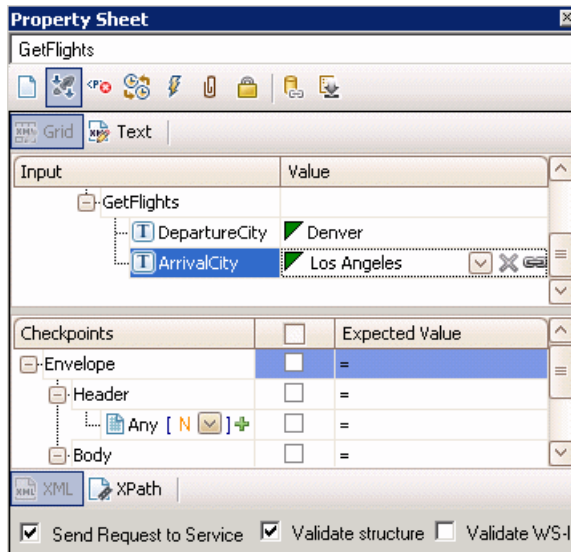 Property Sheet
GetFlights
Grid Text
Input Value
GetFlights
DepartureCity Denver
ArrivalCity Los Angeles
Checkpoints Expected Value
Envelope =
Header =
Any [ N ] =
Body =
XML XPath
Send Request to Service Validate structure Validate WS-I